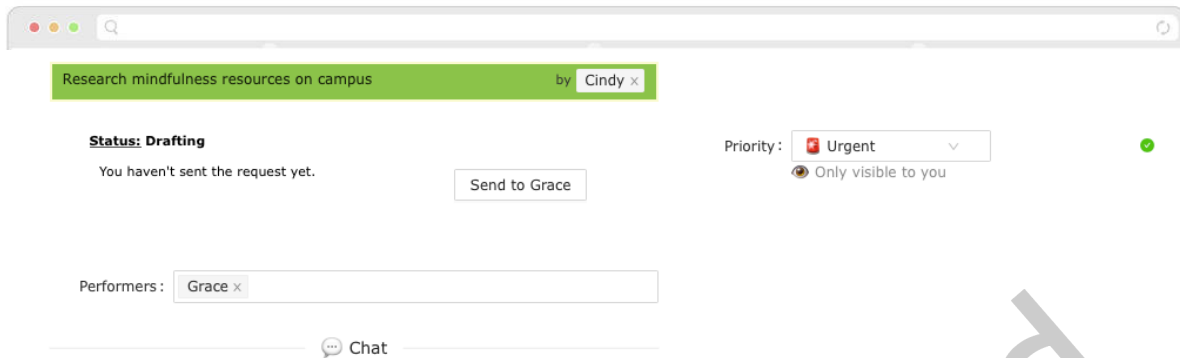 Research mindfulness resources on campus by Cindy x
Status: Drafting
You haven't sent the request yet.
Send to Grace
Priority: Urgent
Only visible to you
Performers: Grace x
Chat